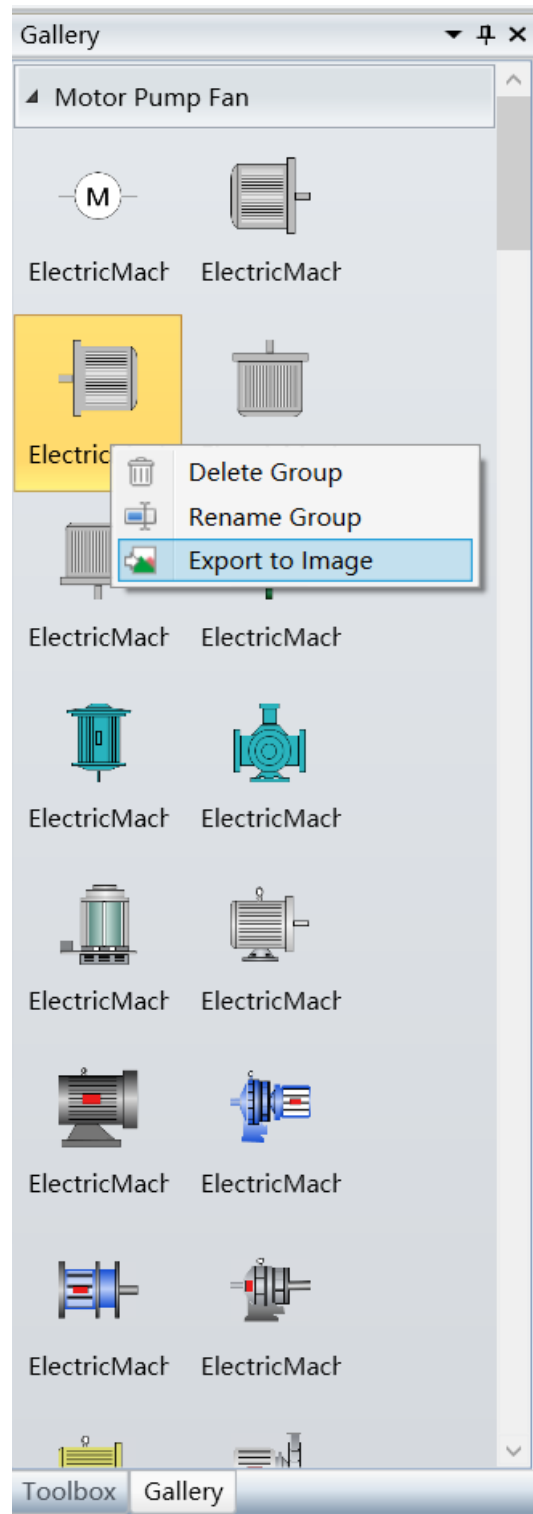 Gallery
Motor Pump Fan
M
ElectricMach ElectricMach
Electric
Delete Group
Rename Group
Export to Image
ElectricMach ElectricMach
ElectricMach ElectricMach
ElectricMach ElectricMach
ElectricMach ElectricMach
ElectricMach ElectricMach
Toolbox Gallery